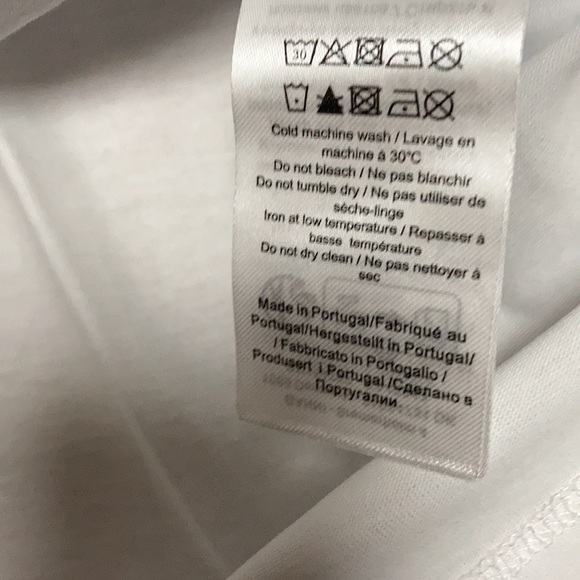 30
Cold machine wash / Lavage en
machine à 30°C
Do not bleach / Ne pas blanchir
Do not tumble dry / Ne pas utiliser de
sèche-linge
Iron at low temperature / Repasser à
basse température
Do not dry clean / Ne pas nettoyer à
sec
Made in Portugal/Fabriqué au
Portugal/Hergestellt in Portugal/
/ Fabbricato in Portogalio /
Produsert i Portugal /Сделано в
Португалии.